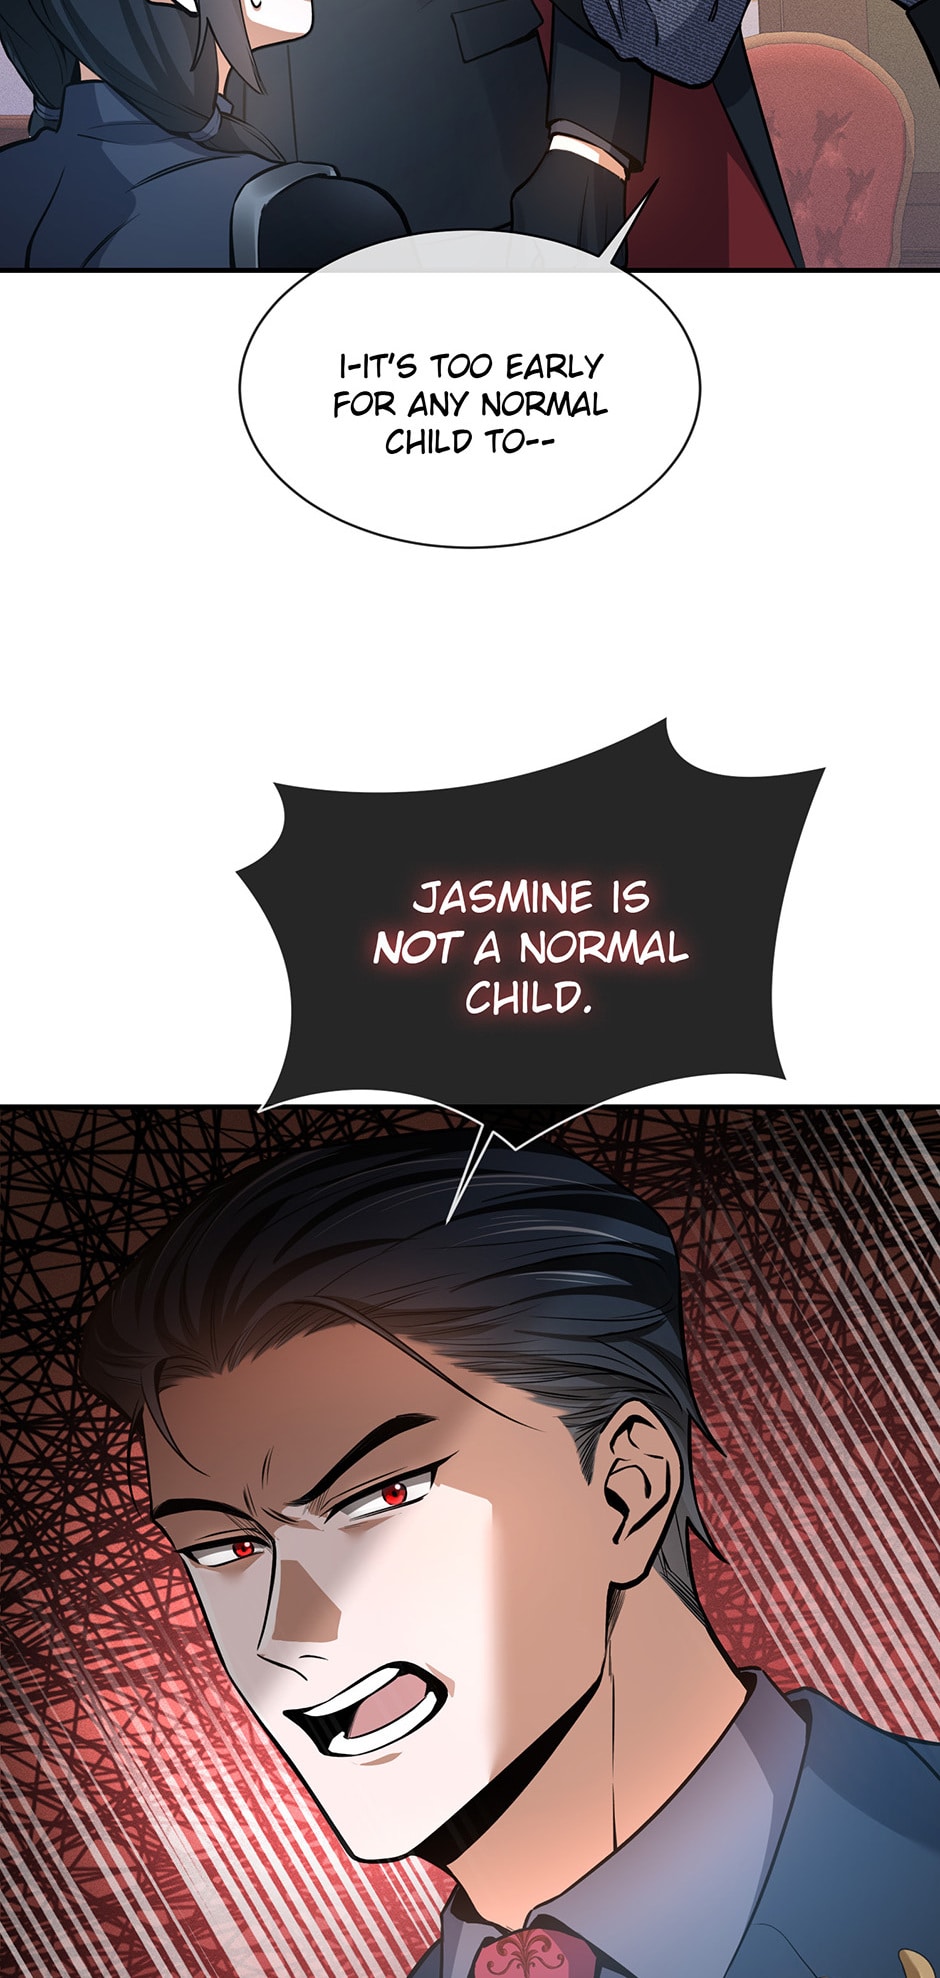 I-IT'S TOO EARLY
FOR ANY NORMAL
CHILD TO--
JASMINE IS
NOT A NORMAL
CHILD.